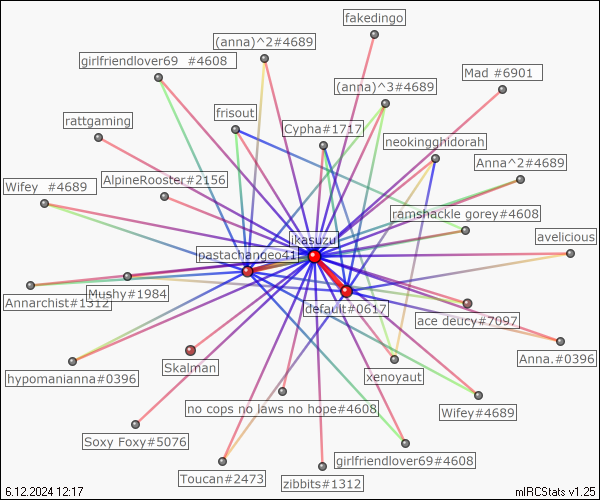 fakedingo
(anna)^2#4689
girlfriendlover69 #4608
Mad #6901
(anna)^3#4689
frisout
rattgaming
Cypha#1717
neokingghidorah
Anna^2#4689
AlpineRooster#2156
Wifey #4689
ramshackle gorey#4608
jkasuzu
avelicious
pastachangeo41
Mushy#1984
Annarchist#1312
default#0617
ace deucy#7097
Anna.#0396
Skalman
xenoyaut
hypomanianna#0396
no cops no laws no hope#4608
Wifey#4689
Soxy Foxy#5076
girlfriendlover69#4608
Toucan#2473
zibbits#1312
6.12.2024 12:17
mIRCStats v1.25